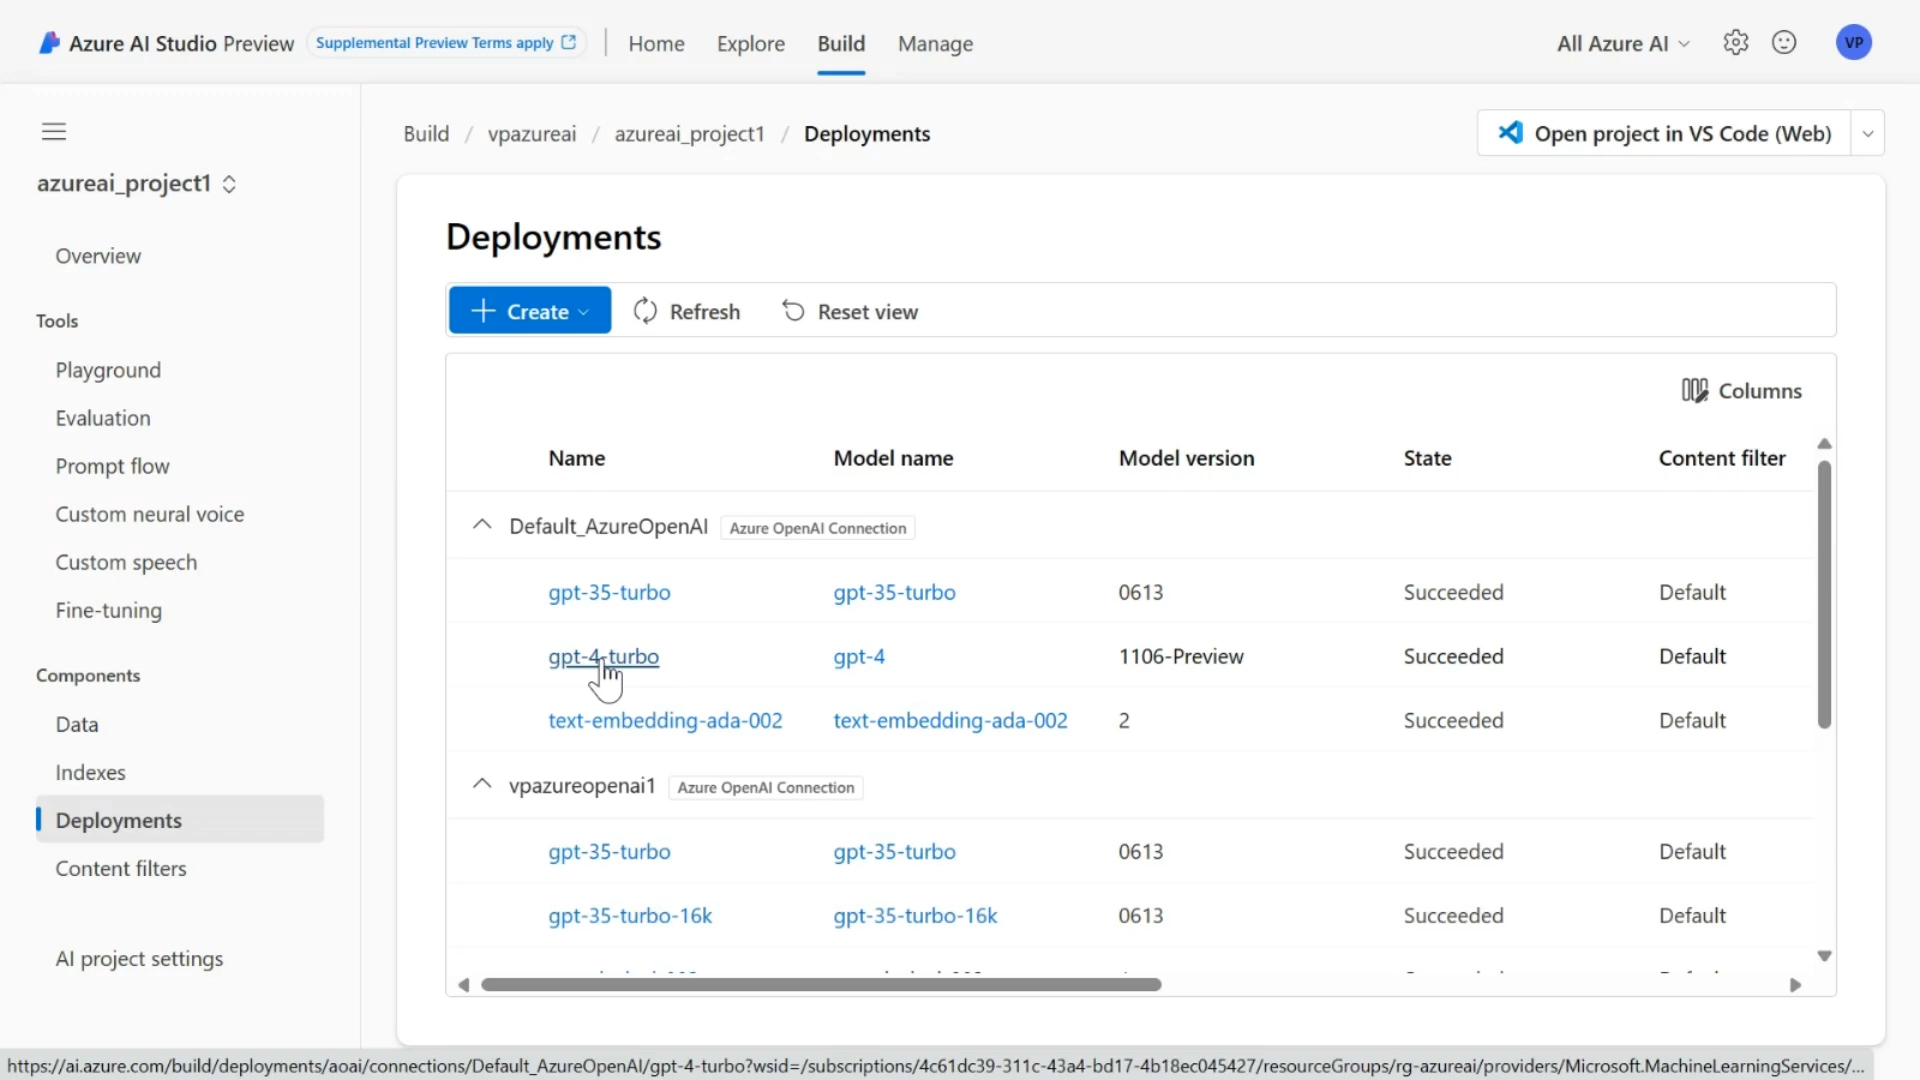 Azure AI Studio Preview
Supplemental Preview Terms apply
Home
Explore
Build
Manage
All Azure AI
VP
Build / vpazureai / azureai_project1 / Deployments
Open project in VS Code (Web)
azureai_project1
Overview
Tools
Playground
Evaluation
Prompt flow
Custom neural voice
Custom speech
Fine-tuning
Components
Data
Indexes
Deployments
Content filters
AI project settings
Deployments
Create
Refresh
Reset view
Columns
Name Model name Model version State Content filter
Default_AzureOpenAI Azure OpenAI Connection
gpt-35-turbo gpt-35-turbo 0613 Succeeded Default
gpt-4-turbo gpt-4 1106-Preview Succeeded Default
text-embedding-ada-002 text-embedding-ada-002 2 Succeeded Default
vpazureopenai1 Azure OpenAI Connection
gpt-35-turbo gpt-35-turbo 0613 Succeeded Default
gpt-35-turbo-16k gpt-35-turbo-16k 0613 Succeeded Default
https://ai.azure.com/build/deployments/aoai/connections/Default_AzureOpenAI/gpt-4-turbo?wsid=/subscriptions/4c61dc39-311c-43a4-bd17-4b18ec045427/resourceGroups/rg-azureai/providers/Microsoft.MachineLearningServices/...